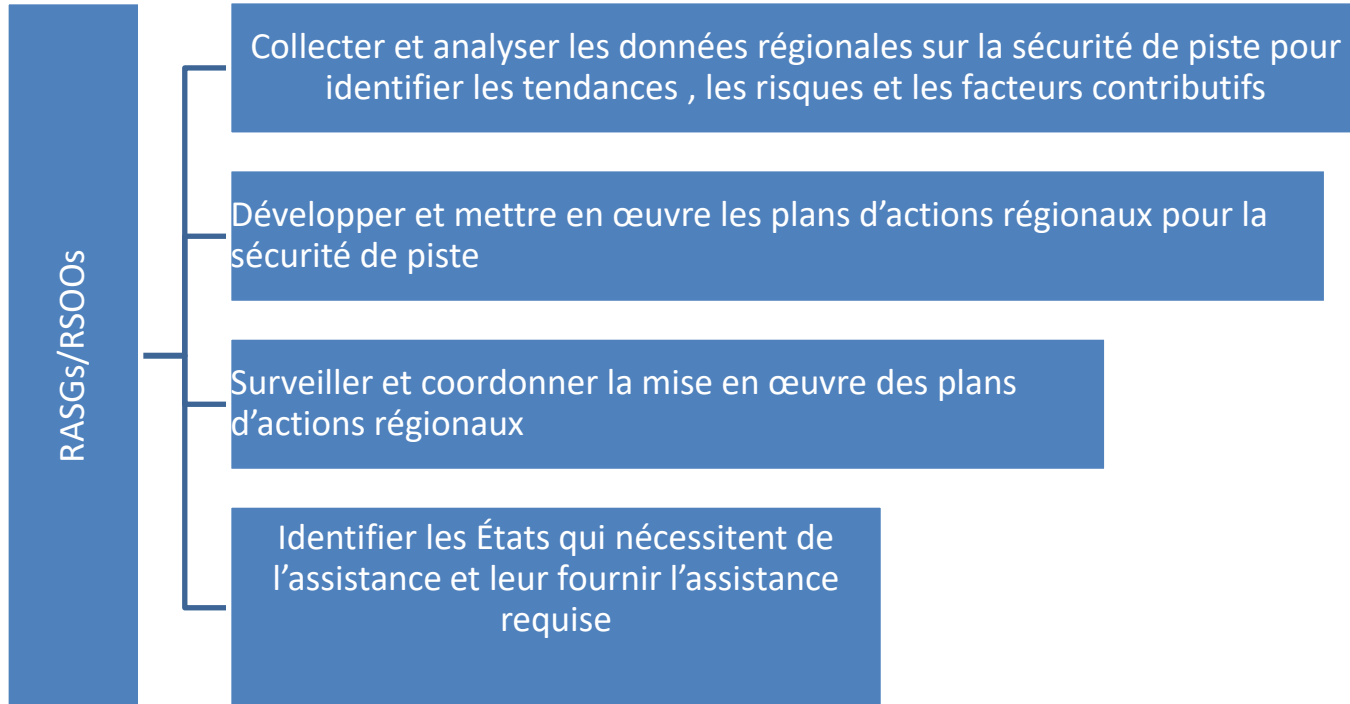 RASGs/RSOOs
Collecter et analyser les données régionales sur la sécurité de piste pour
identifier les tendances , les risques et les facteurs contributifs
Développer et mettre en œuvre les plans d’actions régionaux pour la
sécurité de piste
Surveiller et coordonner la mise en œuvre des plans
d’actions régionaux
Identifier les États qui nécessitent de
l’assistance et leur fournir l’assistance
requise